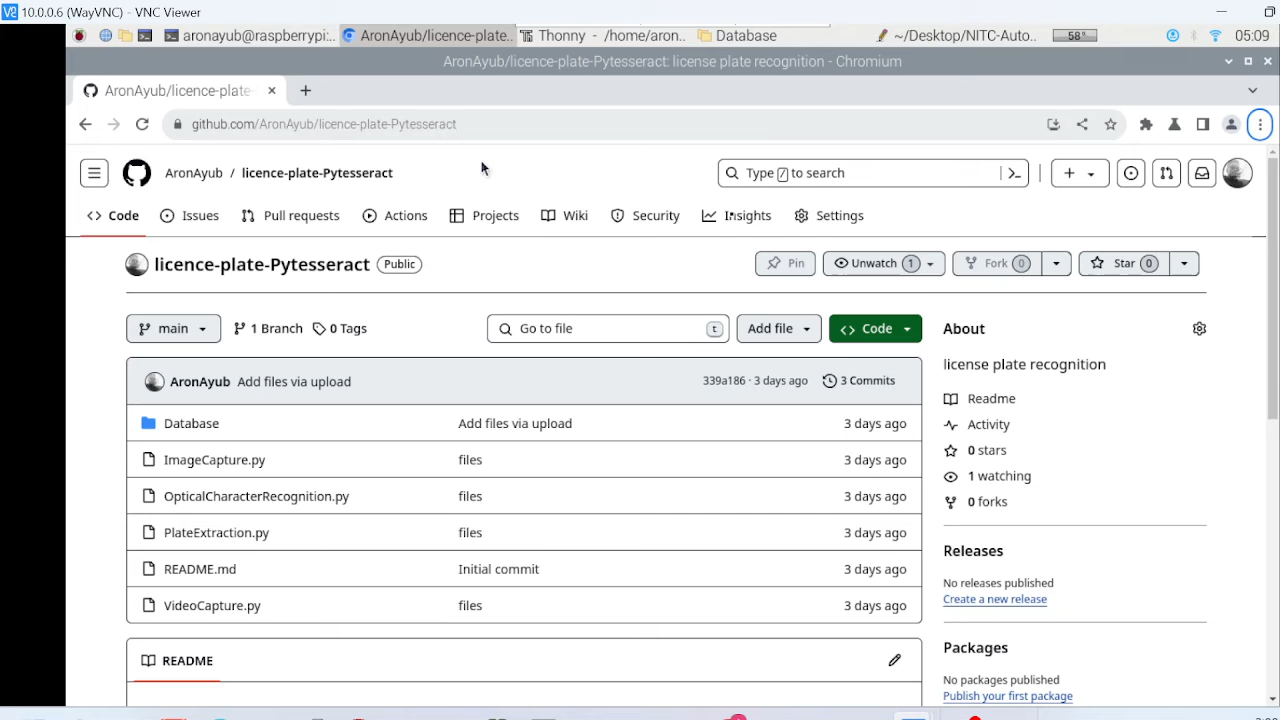 10.0.0.6 (WayVNC) - VNC Viewer
aronayub@raspberrypi:.. AronAyub/licence-plate.. Thonny - /home/aron.. Database ~/Desktop/NITC-Auto.. 58° 05:09
AronAyub/licence-plate-Pytesseract: license plate recognition - Chromium
AronAyub/licence-plate-
github.com/AronAyub/licence-plate-Pytesseract
AronAyub / licence-plate-Pytesseract Type / to search
Code Issues Pull requests Actions Projects Wiki Security Insights Settings
licence-plate-Pytesseract Public Pin Unwatch 1 Fork 0 Star 0
main 1 Branch 0 Tags Go to file t Add file Code About
license plate recognition
AronAyub Add files via upload 339a186 · 3 days ago 3 Commits
Readme
Database Add files via upload 3 days ago Activity
0 stars
ImageCapture.py files 3 days ago
1 watching
OpticalCharacterRecognition.py files 3 days ago 0 forks
PlateExtraction.py files 3 days ago
Releases
README.md Initial commit 3 days ago
No releases published
Create a new release
VideoCapture.py files 3 days ago
Packages
README
No packages published
Publish your first package